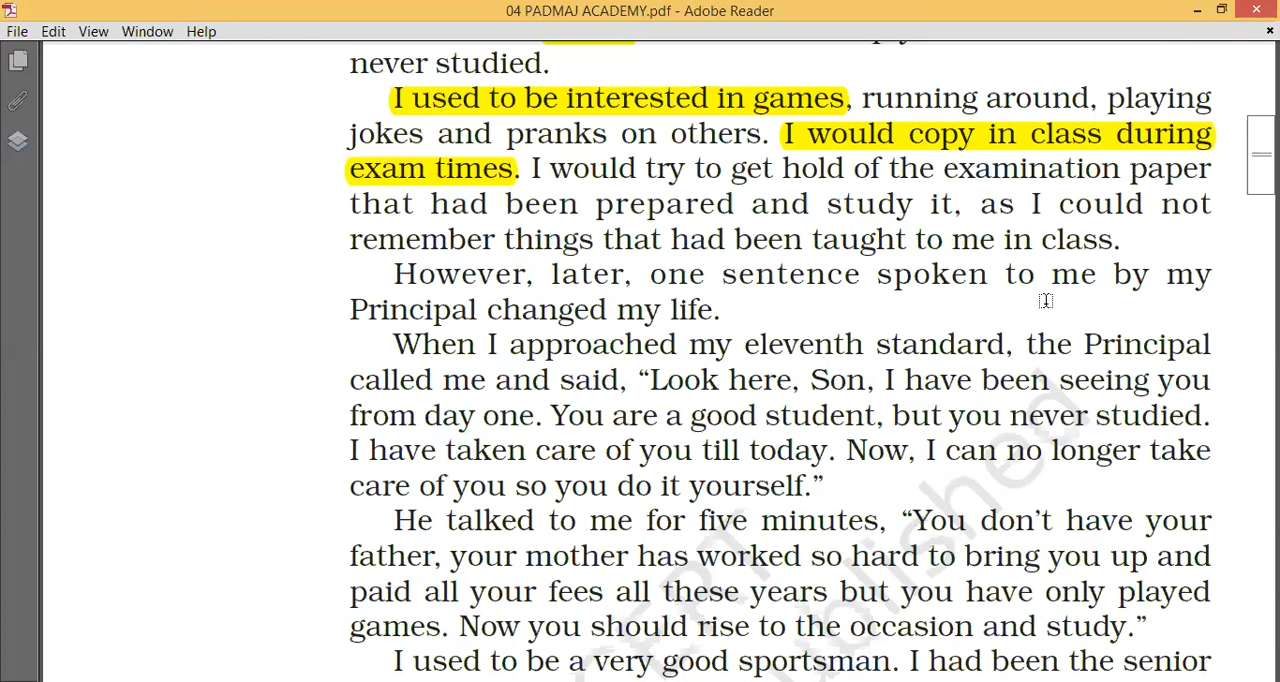 04 PADMAJ ACADEMY.pdf - Adobe Reader
File Edit View Window Help
never studied.
I used to be interested in games, running around, playing
jokes and pranks on others. I would copy in class during
exam times. I would try to get hold of the examination paper
that had been prepared and study it, as I could not
remember things that had been taught to me in class.
However, later, one sentence spoken to me by my
Principal changed my life.
When I approached my eleventh standard, the Principal
called me and said, “Look here, Son, I have been seeing you
from day one. You are a good student, but you never studied.
I have taken care of you till today. Now, I can no longer take
care of you so you do it yourself.”
He talked to me for five minutes, “You don’t have your
father, your mother has worked so hard to bring you up and
paid all your fees all these years but you have only played
games. Now you should rise to the occasion and study.”
I used to be a very good sportsman. I had been the senior